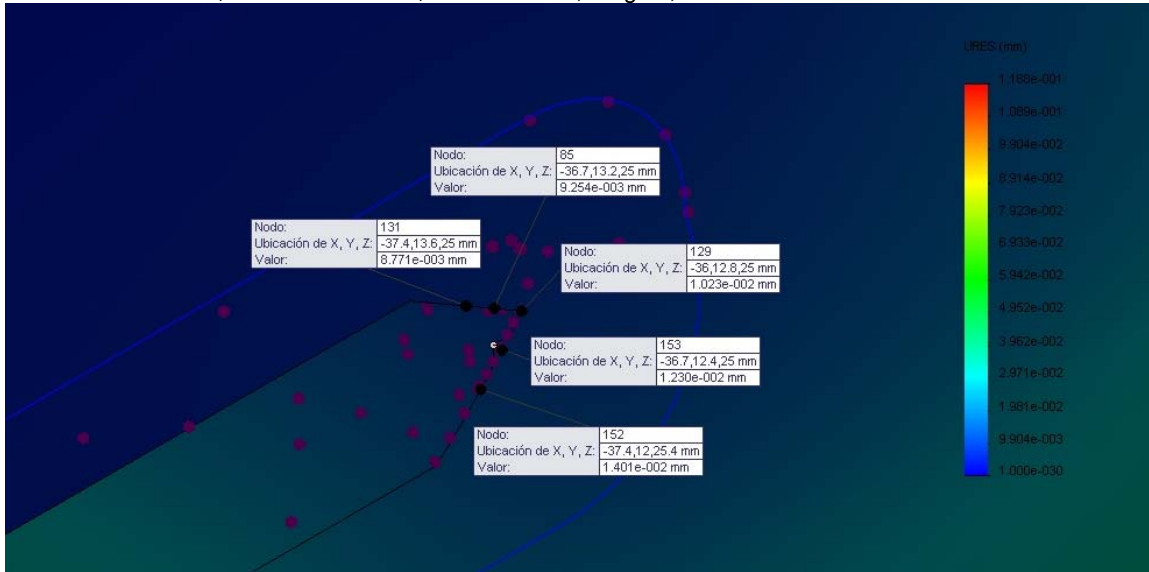 URES (mm)
1.188e-001
1.089e-001
9.904e-002
8.914e-002
7.923e-002
6.933e-002
5.942e-002
4.952e-002
3.962e-002
2.971e-002
1.981e-002
9.904e-003
1.000e-030
Nodo: 85
Ubicación de X, Y, Z: -36.7,13.2,25 mm
Valor: 9.254e-003 mm
Nodo: 131
Ubicación de X, Y, Z: -37.4,13.6,25 mm
Valor: 8.771e-003 mm
Nodo: 129
Ubicación de X, Y, Z: -36,12.8,25 mm
Valor: 1.023e-002 mm
Nodo: 153
Ubicación de X, Y, Z: -36.7,12.4,25 mm
Valor: 1.230e-002 mm
Nodo: 152
Ubicación de X, Y, Z: -37.4,12,25.4 mm
Valor: 1.401e-002 mm